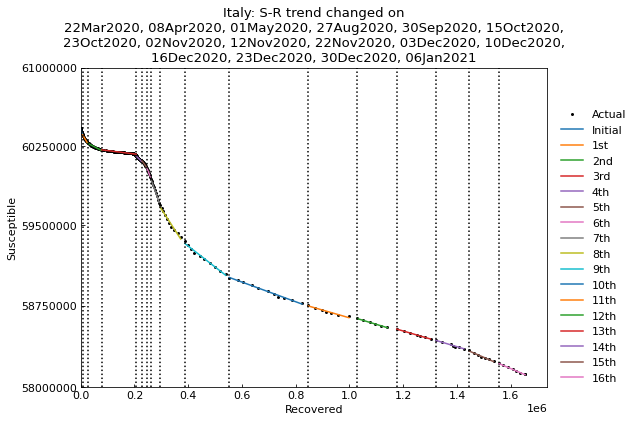 Italy: S-R trend changed on
22Mar2020, 08Apr2020, 01May2020, 27Aug2020, 30Sep2020, 15Oct2020,
23Oct2020, 02Nov2020, 12Nov2020, 22Nov2020, 03Dec2020, 10Dec2020,
16Dec2020, 23Dec2020, 30Dec2020, 06Jan2021
61000000
60250000
59500000
58750000
58000000
Susceptible
0.0 0.2 0.4 0.6 0.8 1.0 1.2 1.4 1.6
1e6
Recovered
Actual
Initial
1st
2nd
3rd
4th
5th
6th
7th
8th
9th
10th
11th
12th
13th
14th
15th
16th